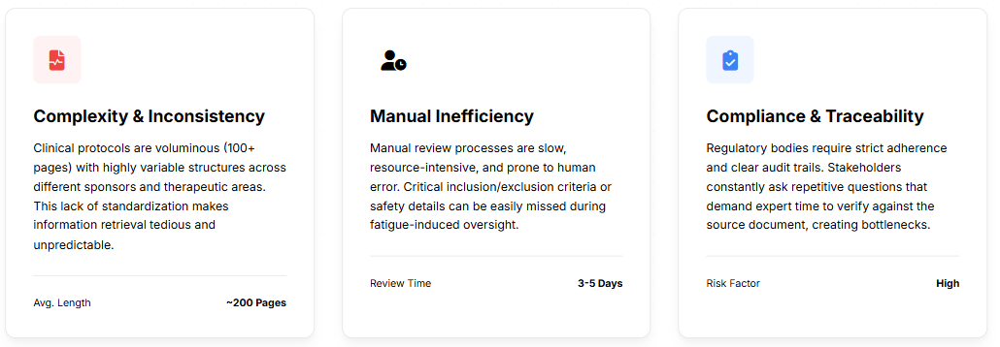 Complexity & Inconsistency
Clinical protocols are voluminous (100+
pages) with highly variable structures across
different sponsors and therapeutic areas.
This lack of standardization makes
information retrieval tedious and
unpredictable.
Avg. Length
~200 Pages
Manual Inefficiency
Manual review processes are slow,
resource-intensive, and prone to human
error. Critical inclusion/exclusion criteria or
safety details can be easily missed during
fatigue-induced oversight.
Review Time
3-5 Days
Compliance & Traceability
Regulatory bodies require strict adherence
and clear audit trails. Stakeholders
constantly ask repetitive questions that
demand expert time to verify against the
source document, creating bottlenecks.
Risk Factor
High